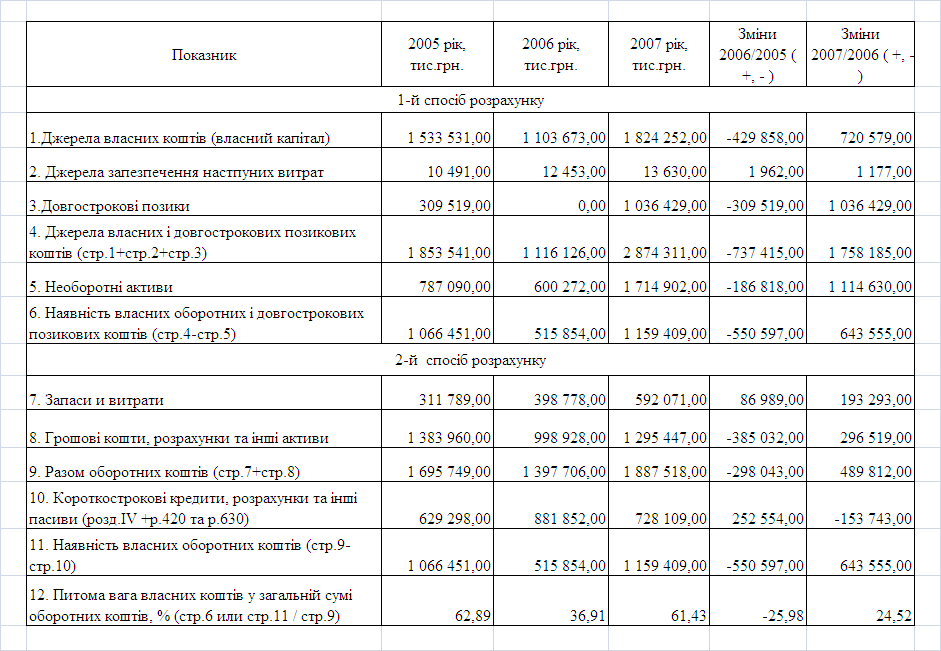 Показник 2005 рік, тис.грн. 2006 рік, тис.грн. 2007 рік, тис.грн. Зміни 2006/2005 ( +, - ) Зміни 2007/2006 ( +, - )
1-й спосіб розрахунку
1.Джерела власних коштів (власний капітал) 1 533 531,00 1 103 673,00 1 824 252,00 -429 858,00 720 579,00
2. Джерела запезпечення настпуних витрат 10 491,00 12 453,00 13 630,00 1 962,00 1 177,00
3.Довгострокові позики 309 519,00 0,00 1 036 429,00 -309 519,00 1 036 429,00
4. Джерела власних і довгострокових позикових
коштів (стр.1+стр.2+стр.3) 1 853 541,00 1 116 126,00 2 874 311,00 -737 415,00 1 758 185,00
5. Необоротні активи 787 090,00 600 272,00 1 714 902,00 -186 818,00 1 114 630,00
6. Наявність власних оборотних і довгострокових
позикових коштів (стр.4-стр.5) 1 066 451,00 515 854,00 1 159 409,00 -550 597,00 643 555,00
2-й спосіб розрахунку
7. Запаси и витрати 311 789,00 398 778,00 592 071,00 86 989,00 193 293,00
8. Грошові кошти, розрахунки та інші активи 1 383 960,00 998 928,00 1 295 447,00 -385 032,00 296 519,00
9. Разом оборотних коштів (стр.7+стр.8) 1 695 749,00 1 397 706,00 1 887 518,00 -298 043,00 489 812,00
10. Короткострокові кредити, розрахунки та інші
пасиви (розд.IV +р.420 та р.630) 629 298,00 881 852,00 728 109,00 252 554,00 -153 743,00
11. Наявність власних оборотних коштів (стр.9-
стр.10) 1 066 451,00 515 854,00 1 159 409,00 -550 597,00 643 555,00
12. Питома вага власних коштів у загальній сумі
оборотних коштів, % (стр.6 или стр.11 / стр.9) 62,89 36,91 61,43 -25,98 24,52